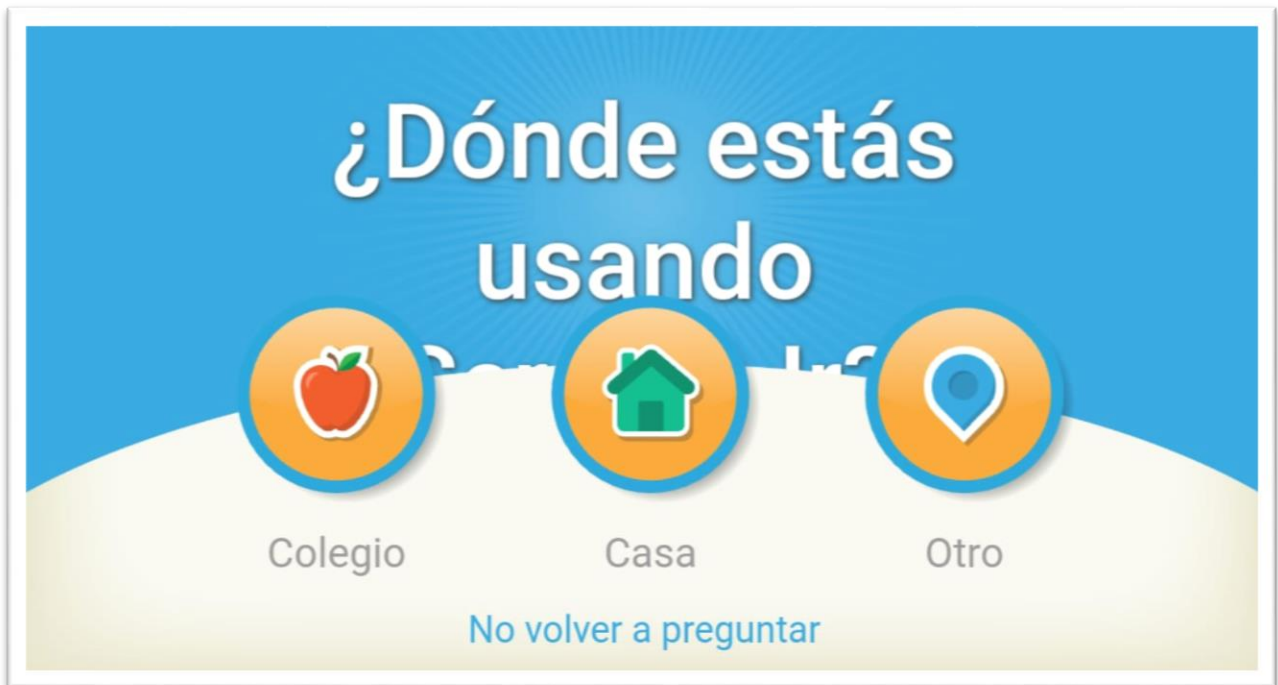 ¿Dónde estás
usando
Colegio
Casa
Otro
No volver a preguntar